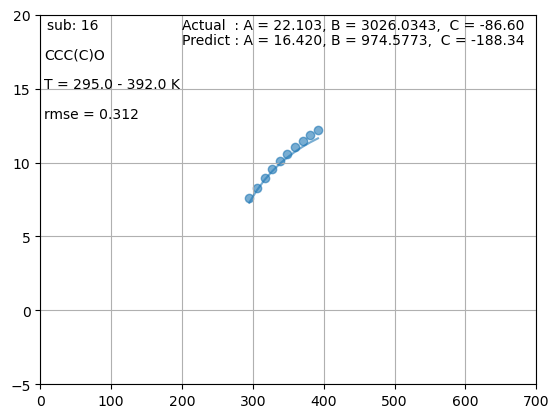 sub: 16
Actual  : A = 22.103, B = 3026.0343,  C = -86.60
Predict : A = 16.420, B = 974.5773,  C = -188.34
CCC(C)O
T = 295.0 - 392.0 K
rmse = 0.312
20
15
10
5
0
−5
0 100 200 300 400 500 600 700